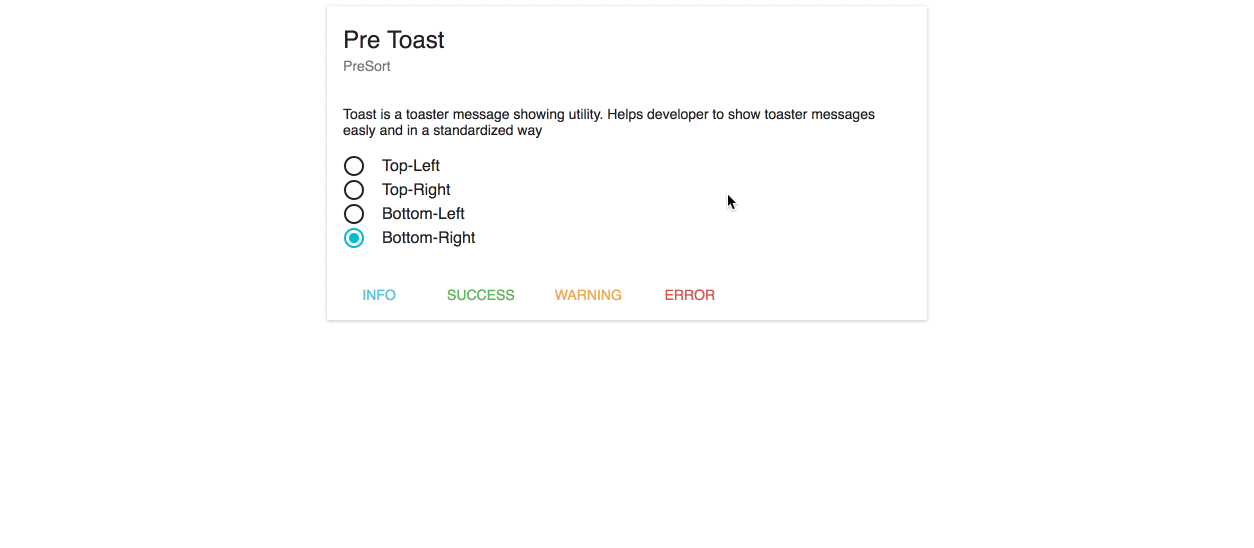 Pre Toast
PreSort
Toast is a toaster message showing utility. Helps developer to show toaster messages
easly and in a standardized way
Top-Left
Top-Right
Bottom-Left
Bottom-Right
INFO SUCCESS WARNING ERROR